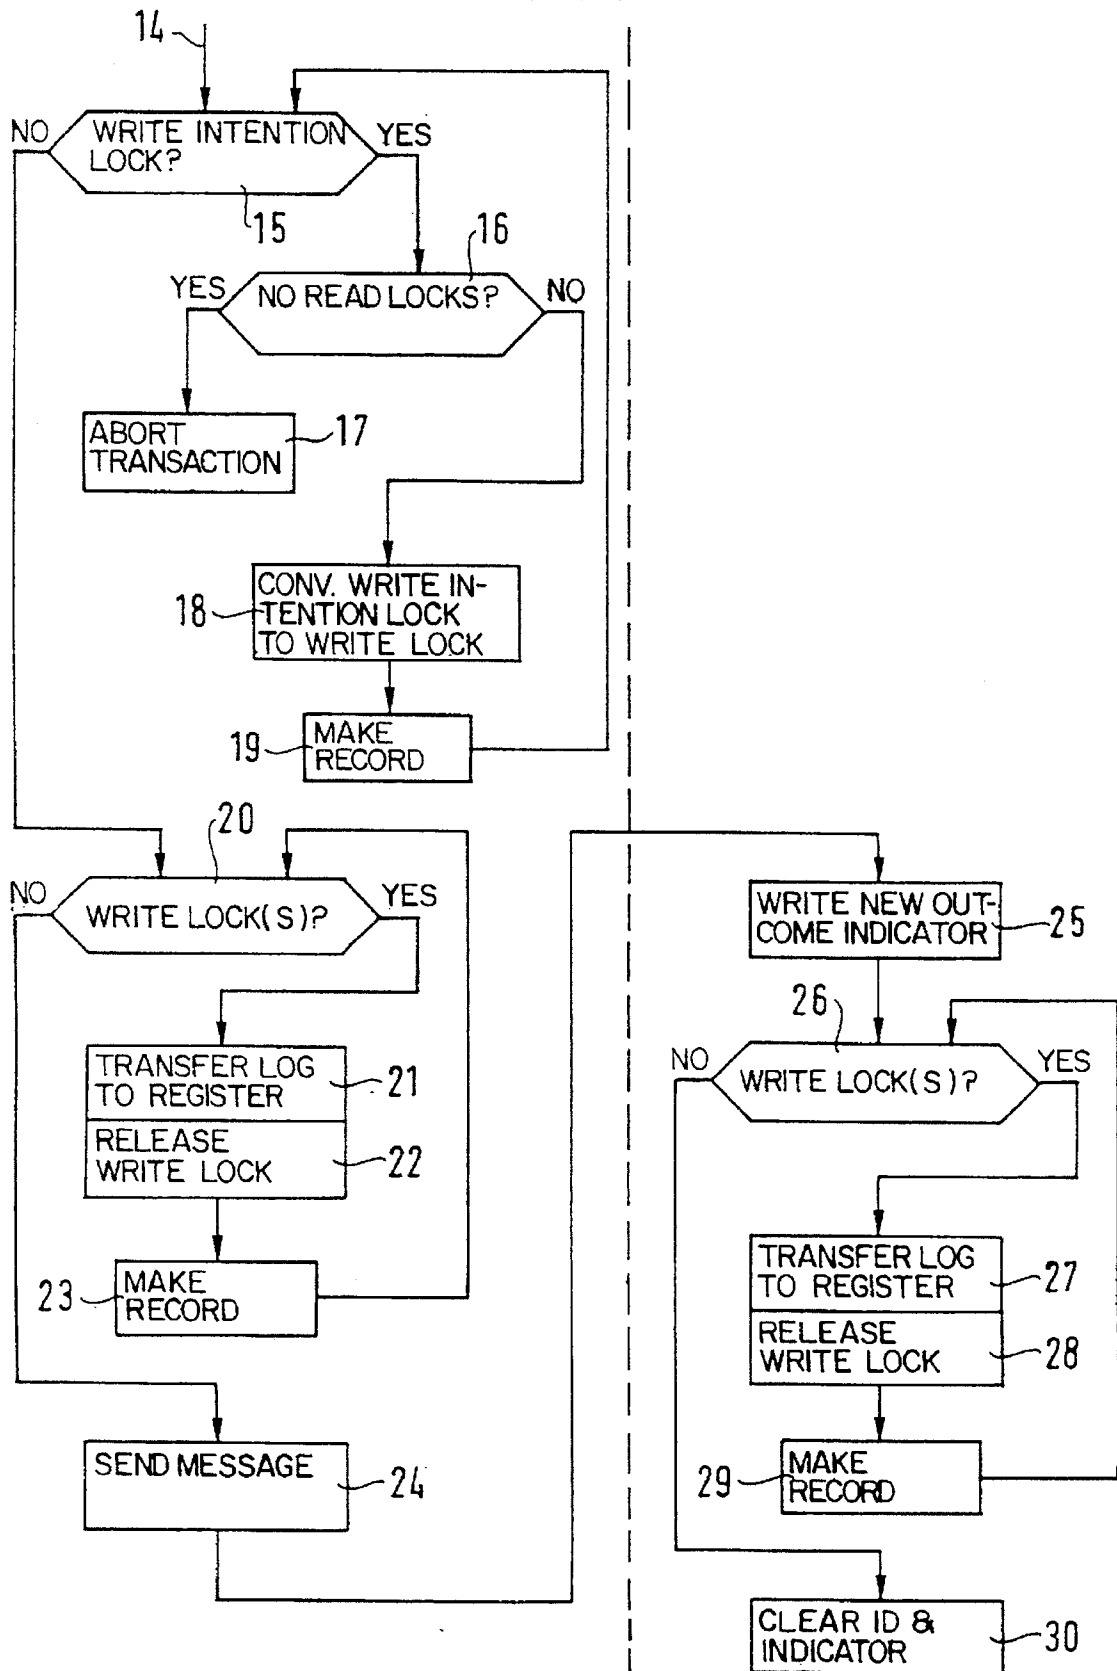 14
NO
WRITE INTENTION
LOCK?
YES
15
16
YES
NO READ LOCKS?
NO
ABORT
TRANSACTION
17
18
CONV. WRITE IN-
TENTION LOCK
TO WRITE LOCK
19
MAKE
RECORD
20
NO
WRITE LOCK(S)?
YES
TRANSFER LOG
TO REGISTER
21
RELEASE
WRITE LOCK
22
23
MAKE
RECORD
SEND MESSAGE
24
WRITE NEW OUT-
COME INDICATOR
25
26
NO
WRITE LOCK(S)?
YES
TRANSFER LOG
TO REGISTER
27
RELEASE
WRITE LOCK
28
29
MAKE
RECORD
CLEAR ID &
INDICATOR
30